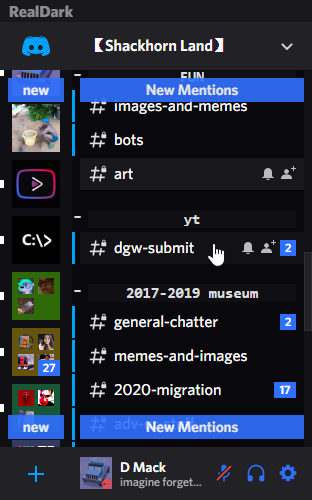 RealDark
【Shackhorn Land】
FUN
new
New Mentions
images-and-memes
bots
art
C:\>
yt
dgw-submit
2
2017-2019 museum
general-chatter
2
memes-and-images
27
2020-migration
17
new
New Mentions
D Mack
imagine forget...